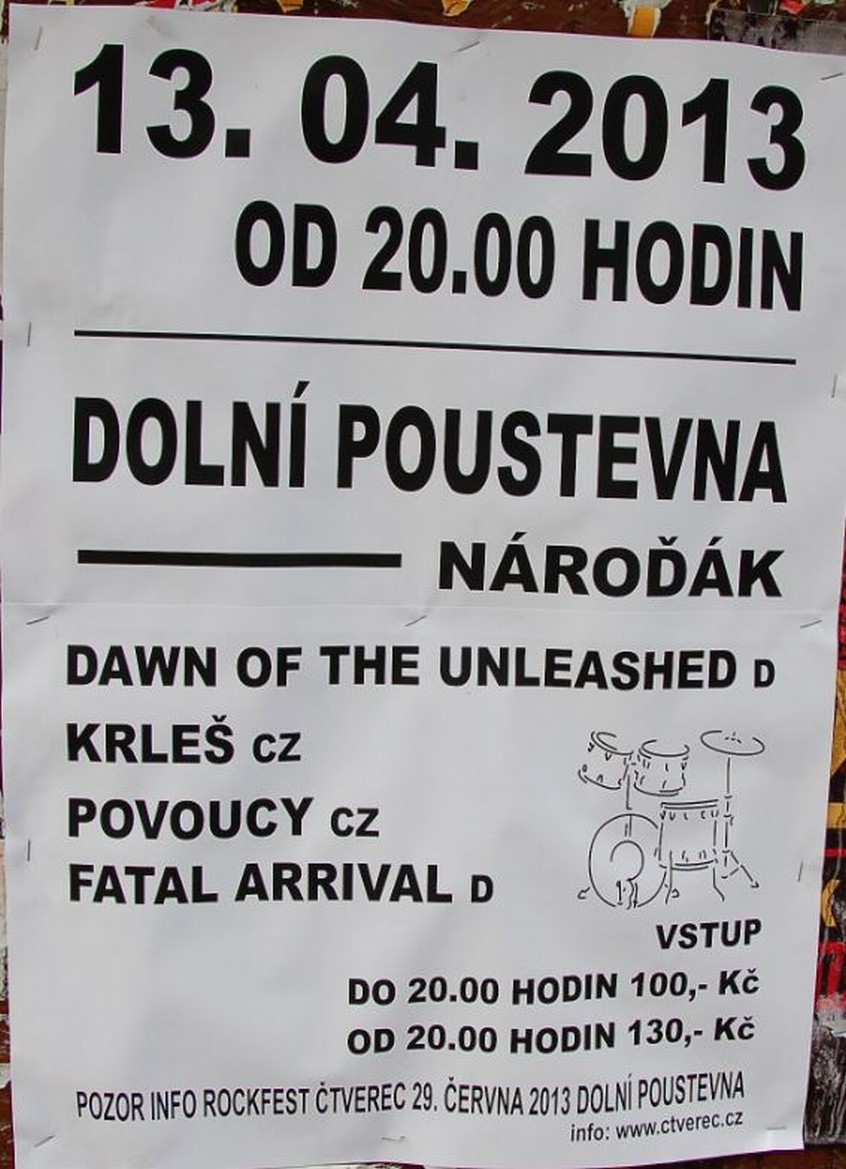 13. 04. 2013
OD 20.00 HODIN
DOLNÍ POUSTEVNA
NÁROĎÁK
DAWN OF THE UNLEASHED D
KRLEŠ CZ
POVOUCY CZ
FATAL ARRIVAL D
VSTUP
DO 20.00 HODIN 100,- Kč
OD 20.00 HODIN 130,- Kč
POZOR INFO ROCKFEST ČTVEREC 29. ČERVNA 2013 DOLNÍ POUSTEVNA
info: www.ctverec.cz